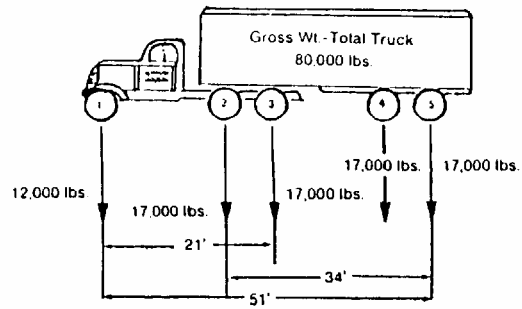 Gross Wt.-Total Truck
80,000 lbs.
1
2
3
4
5
12,000 lbs.
17,000 lbs.
17,000 lbs.
17,000 lbs.
17,000 lbs.
21'
34'
51'